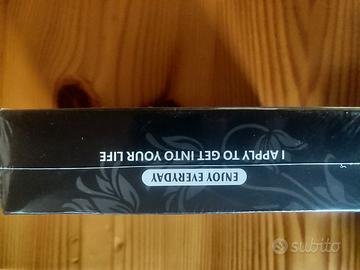 ENJOY EVERYDAY
I APPLY TO GET INTO YOUR LIFE
subito